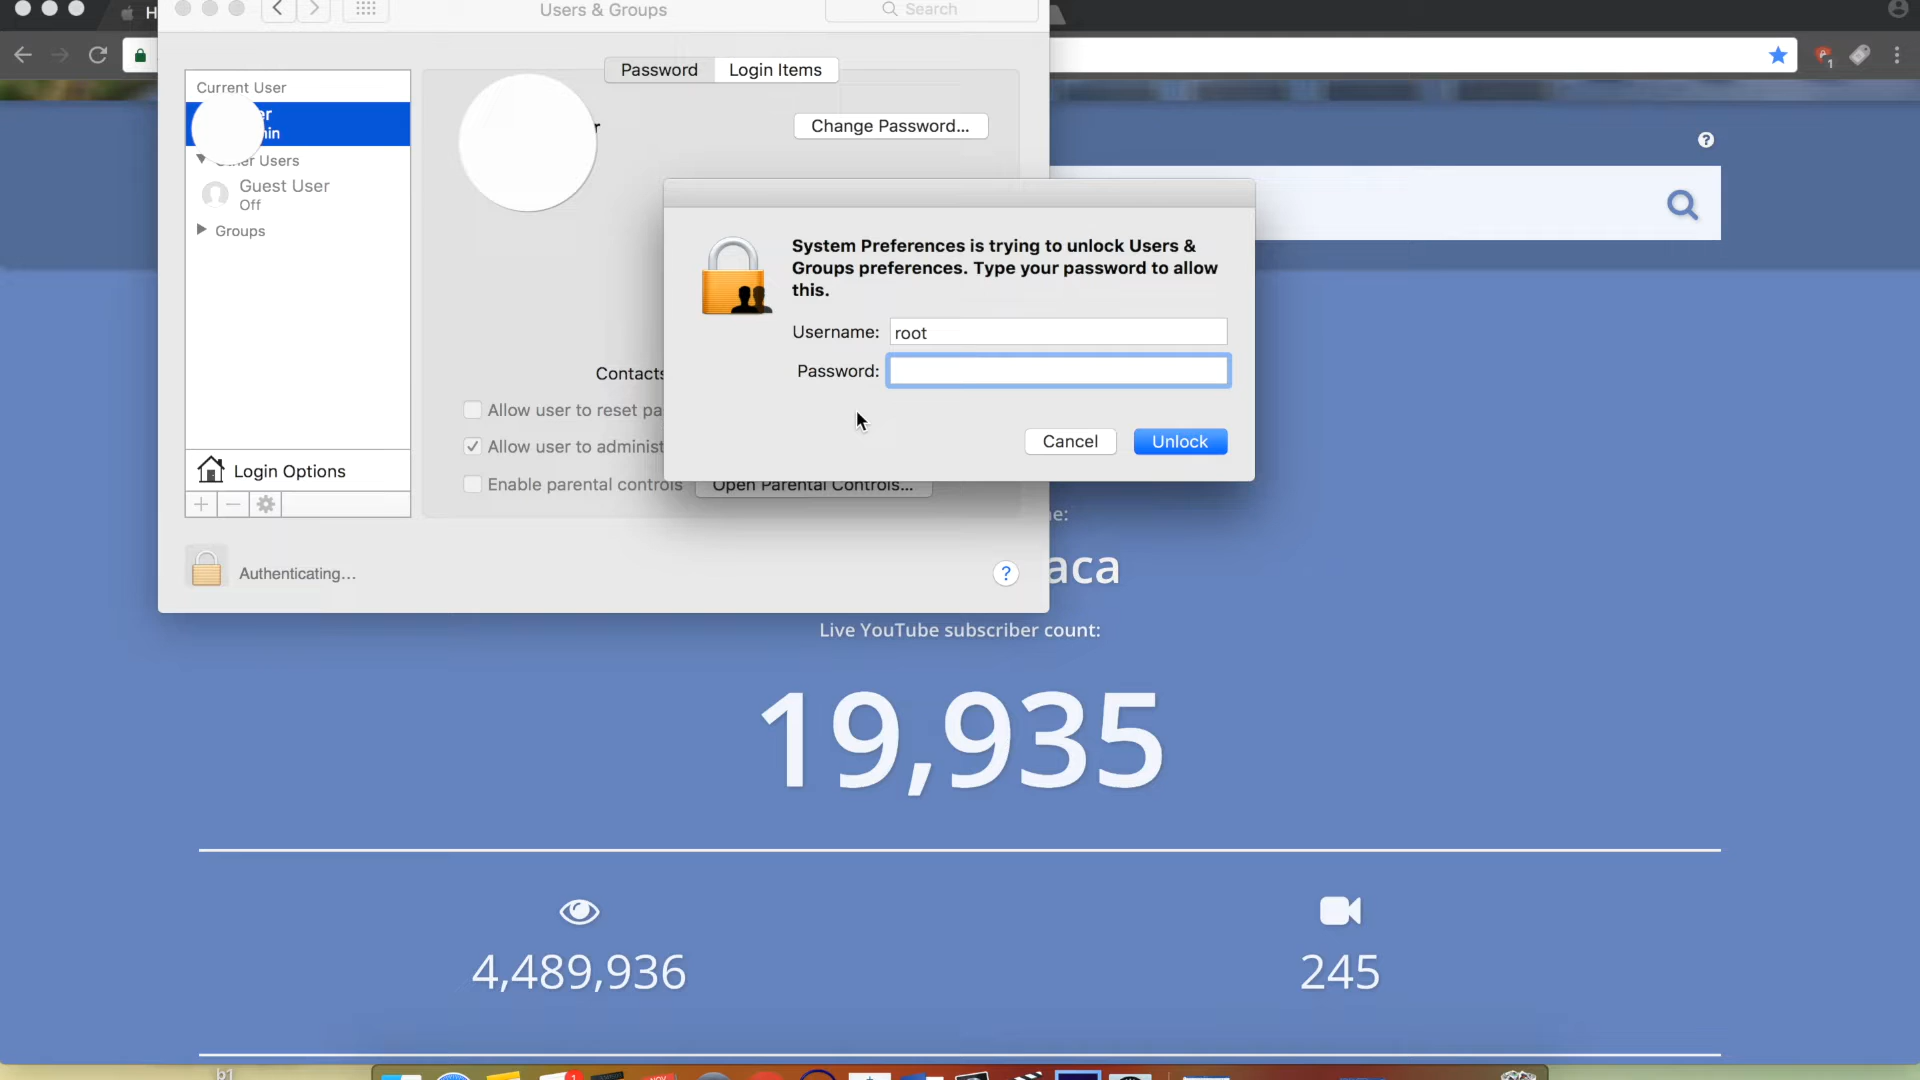 H
Users & Groups
Search
1
Password
Login Items
Current User
Change Password...
Guest User
Off
Groups
System Preferences is trying to unlock Users &
Groups preferences. Type your password to allow
this.
Username: root
Password:
Contacts
Allow user to reset pa
Allow user to administ
Cancel
Unlock
Login Options
Enable parental controls
Open Parental Controls...
?
Authenticating...
?
aca
Live YouTube subscriber count:
19,935
4,489,936
245